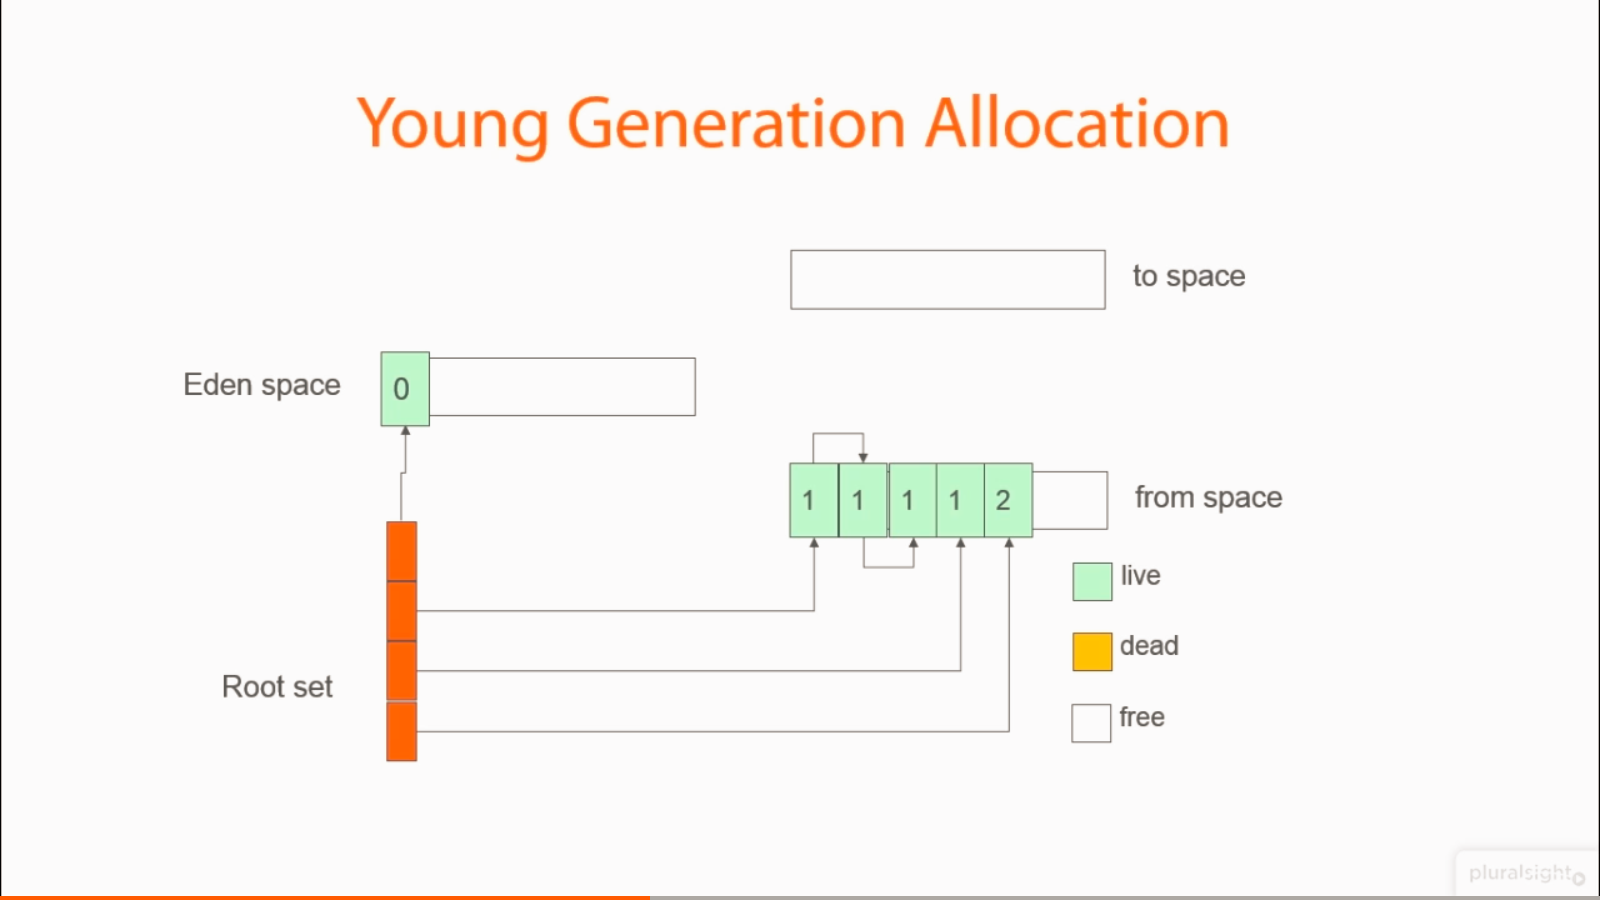 Young Generation Allocation
to space
Eden space
0
1 1 1 1 2
from space
live
dead
Root set
free
pluralsight